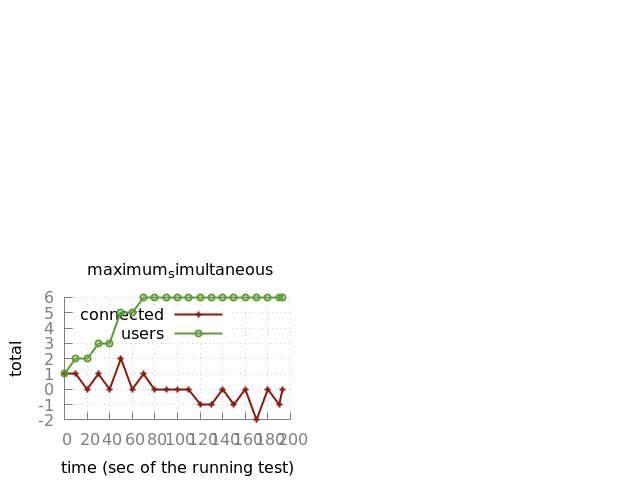 maximum_simultaneous
total
6
5
4
3
2
1
0
-1
-2
connected
users
0 20 40 60 80 100 120 140 160 180 200
time (sec of the running test)